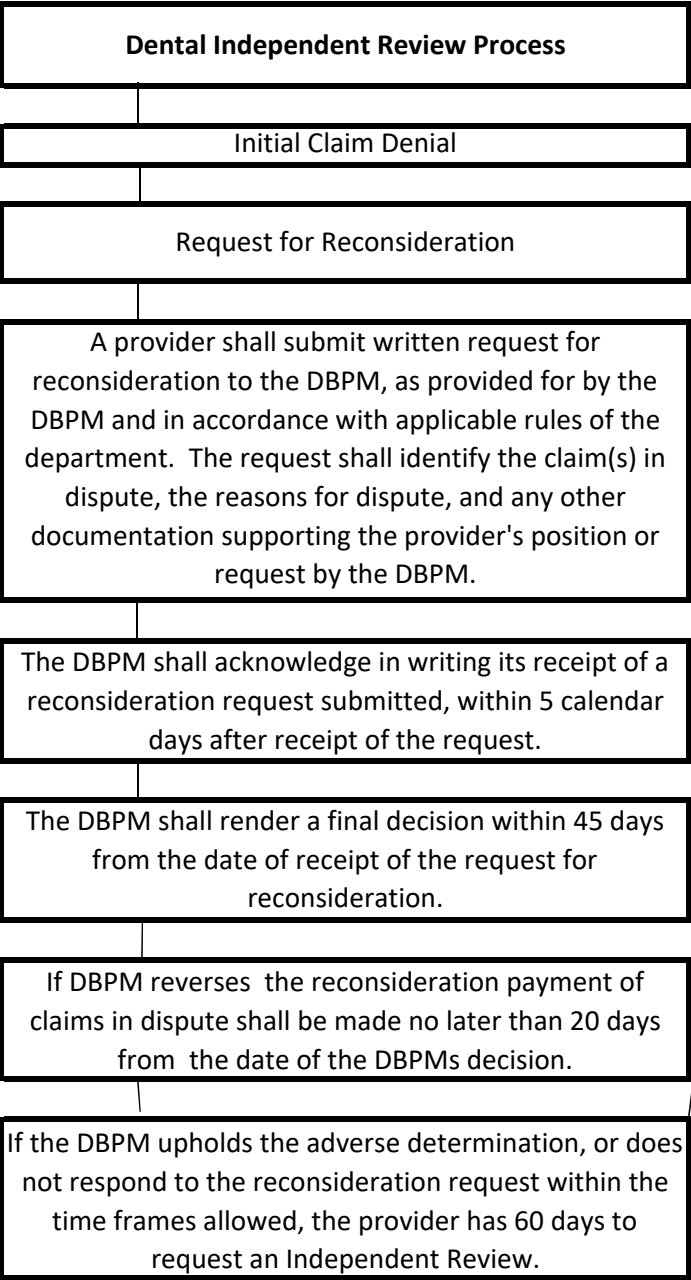 Dental Independent Review Process
Initial Claim Denial
Request for Reconsideration
A provider shall submit written request for
reconsideration to the DBPM, as provided for by the
DBPM and in accordance with applicable rules of the
department.  The request shall identify the claim(s) in
dispute, the reasons for dispute, and any other
documentation supporting the provider's position or
request by the DBPM.
The DBPM shall acknowledge in writing its receipt of a
reconsideration request submitted, within 5 calendar
days after receipt of the request.
The DBPM shall render a final decision within 45 days
from the date of receipt of the request for
reconsideration.
If DBPM reverses  the reconsideration payment of
claims in dispute shall be made no later than 20 days
from  the date of the DBPMs decision.
If the DBPM upholds the adverse determination, or does
not respond to the reconsideration request within the
time frames allowed, the provider has 60 days to
request an Independent Review.